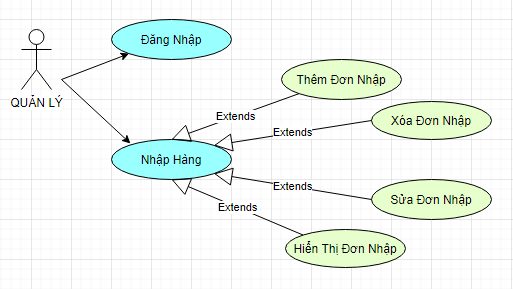 Đăng Nhập
QUẢN LÝ
Thêm Đơn Nhập
Extends
Xóa Đơn Nhập
Extends
Nhập Hàng
Extends
Sửa Đơn Nhập
Extends
Hiển Thị Đơn Nhập